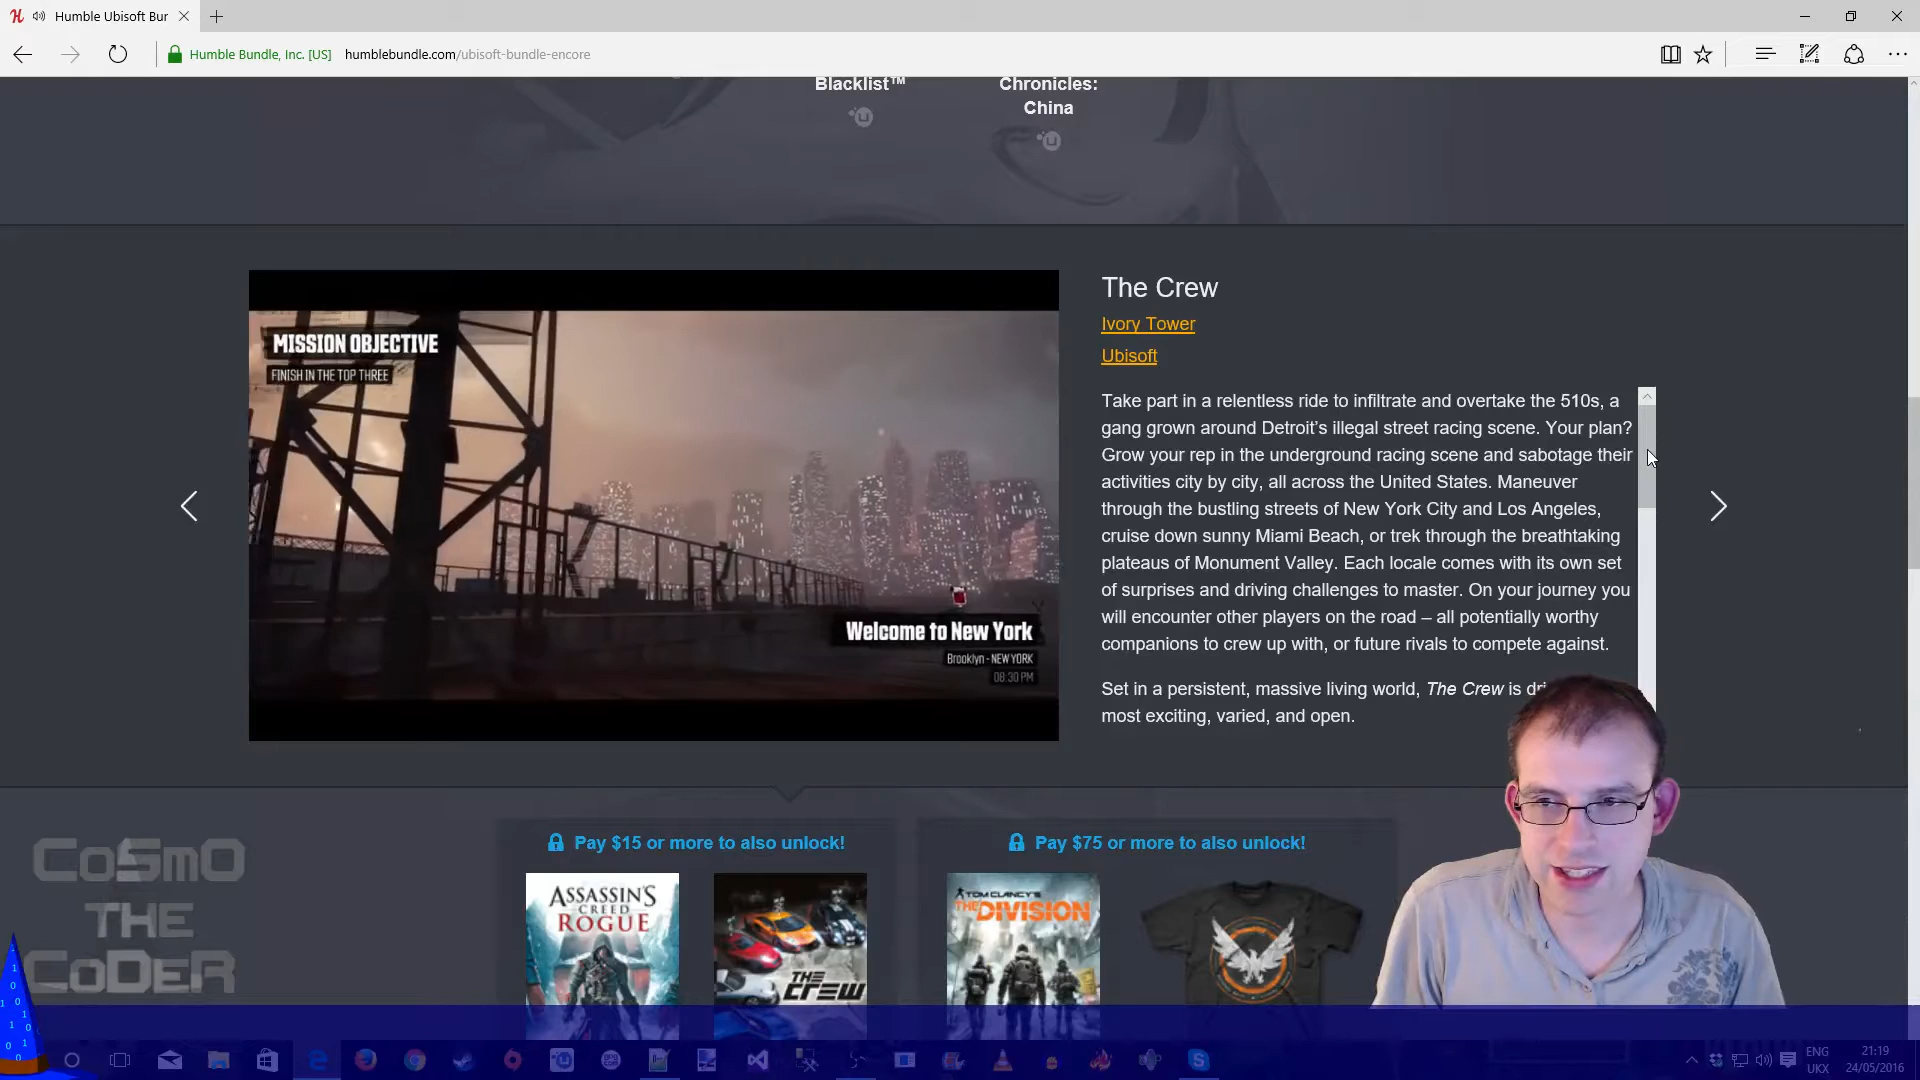 Humble Ubisoft Bur
Humble Bundle, Inc. [US] humblebundle.com/ubisoft-bundle-encore
Blacklist™
Chronicles:
China
MISSION OBJECTIVE
FINISH IN THE TOP THREE
Welcome to New York
Brooklyn - NEW YORK
08.30 PM
The Crew
Ivory Tower
Ubisoft
Take part in a relentless ride to infiltrate and overtake the 510s, a
gang grown around Detroit’s illegal street racing scene. Your plan?
Grow your rep in the underground racing scene and sabotage their
activities city by city, all across the United States. Maneuver
through the bustling streets of New York City and Los Angeles,
cruise down sunny Miami Beach, or trek through the breathtaking
plateaus of Monument Valley. Each locale comes with its own set
of surprises and driving challenges to master. On your journey you
will encounter other players on the road – all potentially worthy
companions to crew up with, or future rivals to compete against.
Set in a persistent, massive living world, The Crew is
most exciting, varied, and open.
Pay $15 or more to also unlock!
Pay $75 or more to also unlock!
ASSASSIN'S
CREED
ROGUE
THE
CREW
TOM CLANCY'S
THE DIVISION
CoSmO
THE
CoDeR
ENG
UKX
21:19
24/05/2016